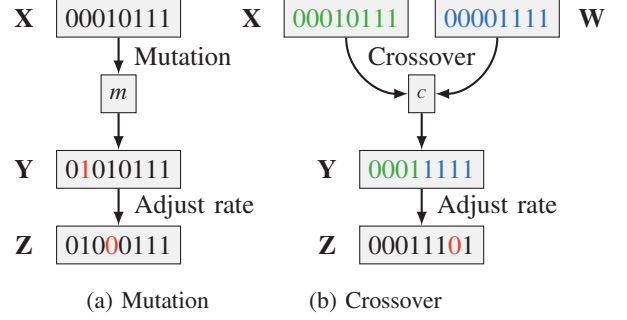 X 00010111 X 00010111 00001111 W
Mutation Crossover
m c
Y 01010111 Y 00011111
Adjust rate Adjust rate
Z 01000111 Z 00011101
(a) Mutation (b) Crossover